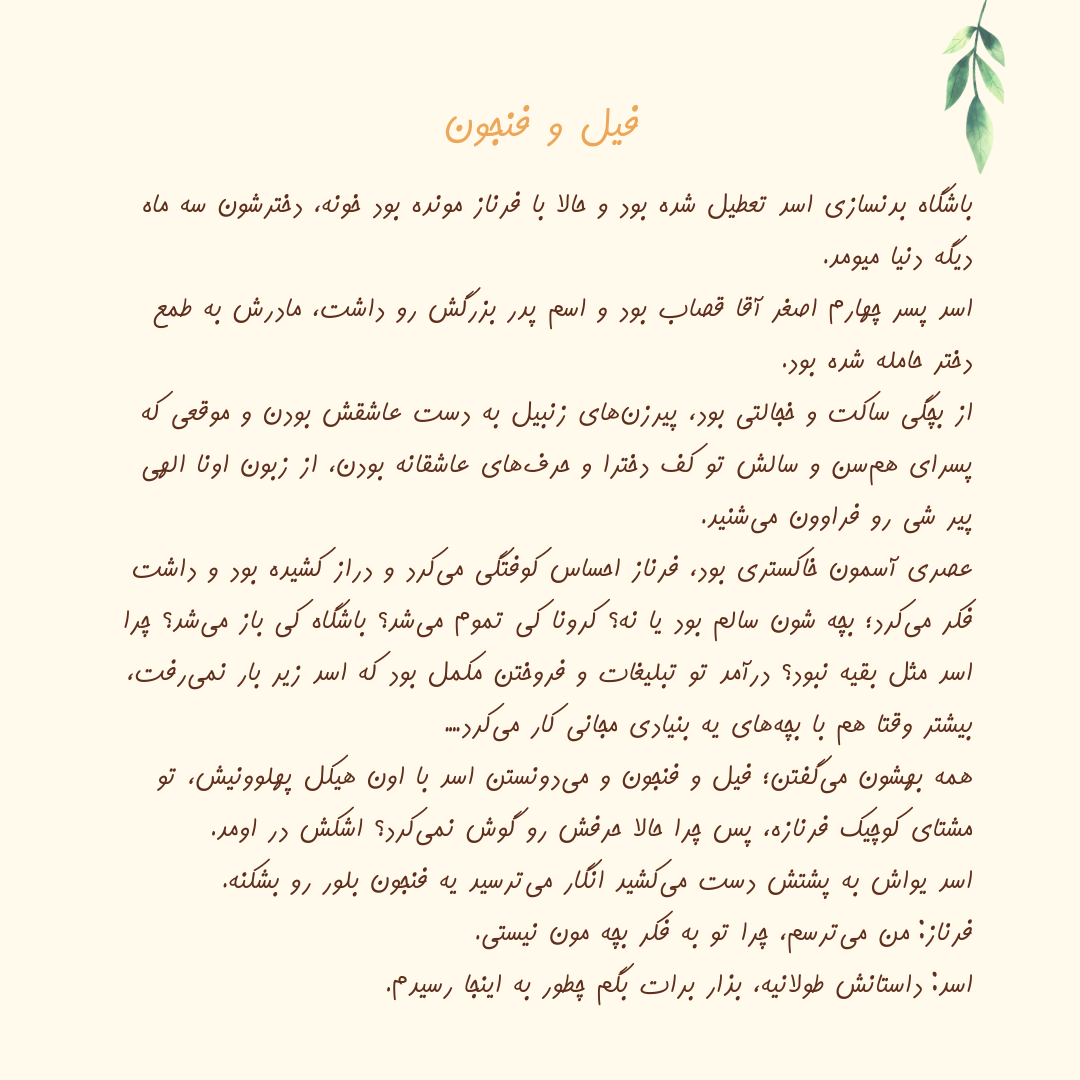 فیل و فنجون
باشگاه بدنسازی اسد تعطیل شده بود و حالا با فرناز مونده بود خونه، دخترشون سه ماه
دیگه دنیا میومد.
اسد پسر چهارم اصغر آقا قصاب بود و اسم پدر بزرگش رو داشت، مادرش به طمع
دختر حامله شده بود.
از بچگی ساکت و خجالتی بود، پیرزن‌های زنبیل به دست عاشقش بودن و موقعی که
پسرای هم‌سن و سالش تو کف دخترا و حرف‌های عاشقانه بودن، از زبون اونا الهی
پیر شی رو فراوون می‌شنید.
عصری آسمون خاکستری بود، فرناز احساس کوفتگی می‌کرد و دراز کشیده بود و داشت
فکر می‌کرد؛ بچه شون سالم بود یا نه؟ کرونا کی تموم می‌شد؟ باشگاه کی باز می‌شد؟ چرا
اسد مثل بقیه نبود؟ درآمد تو تبلیغات و فروختن مکمل بود که اسد زیر بار نمی‌رفت،
بیشتر وقتا هم با بچه‌های یه بنیادی مجانی کار می‌کرد....
همه بهشون می‌گفتن؛ فیل و فنجون و می‌دونستن اسد با اون هیکل پهلوونیش، تو
مشتای کوچیک فرنازه، پس چرا حالا حرفش رو گوش نمی‌کرد؟ اشکش در اومد.
اسد یواش به پشتش دست می‌کشید انگار می‌ترسید یه فنجون بلور رو بشکنه.
فرناز: من می‌ترسم، چرا تو به فکر بچه مون نیستی.
اسد: داستانش طولانیه، بزار برات بگم چطور به اینجا رسیدم.